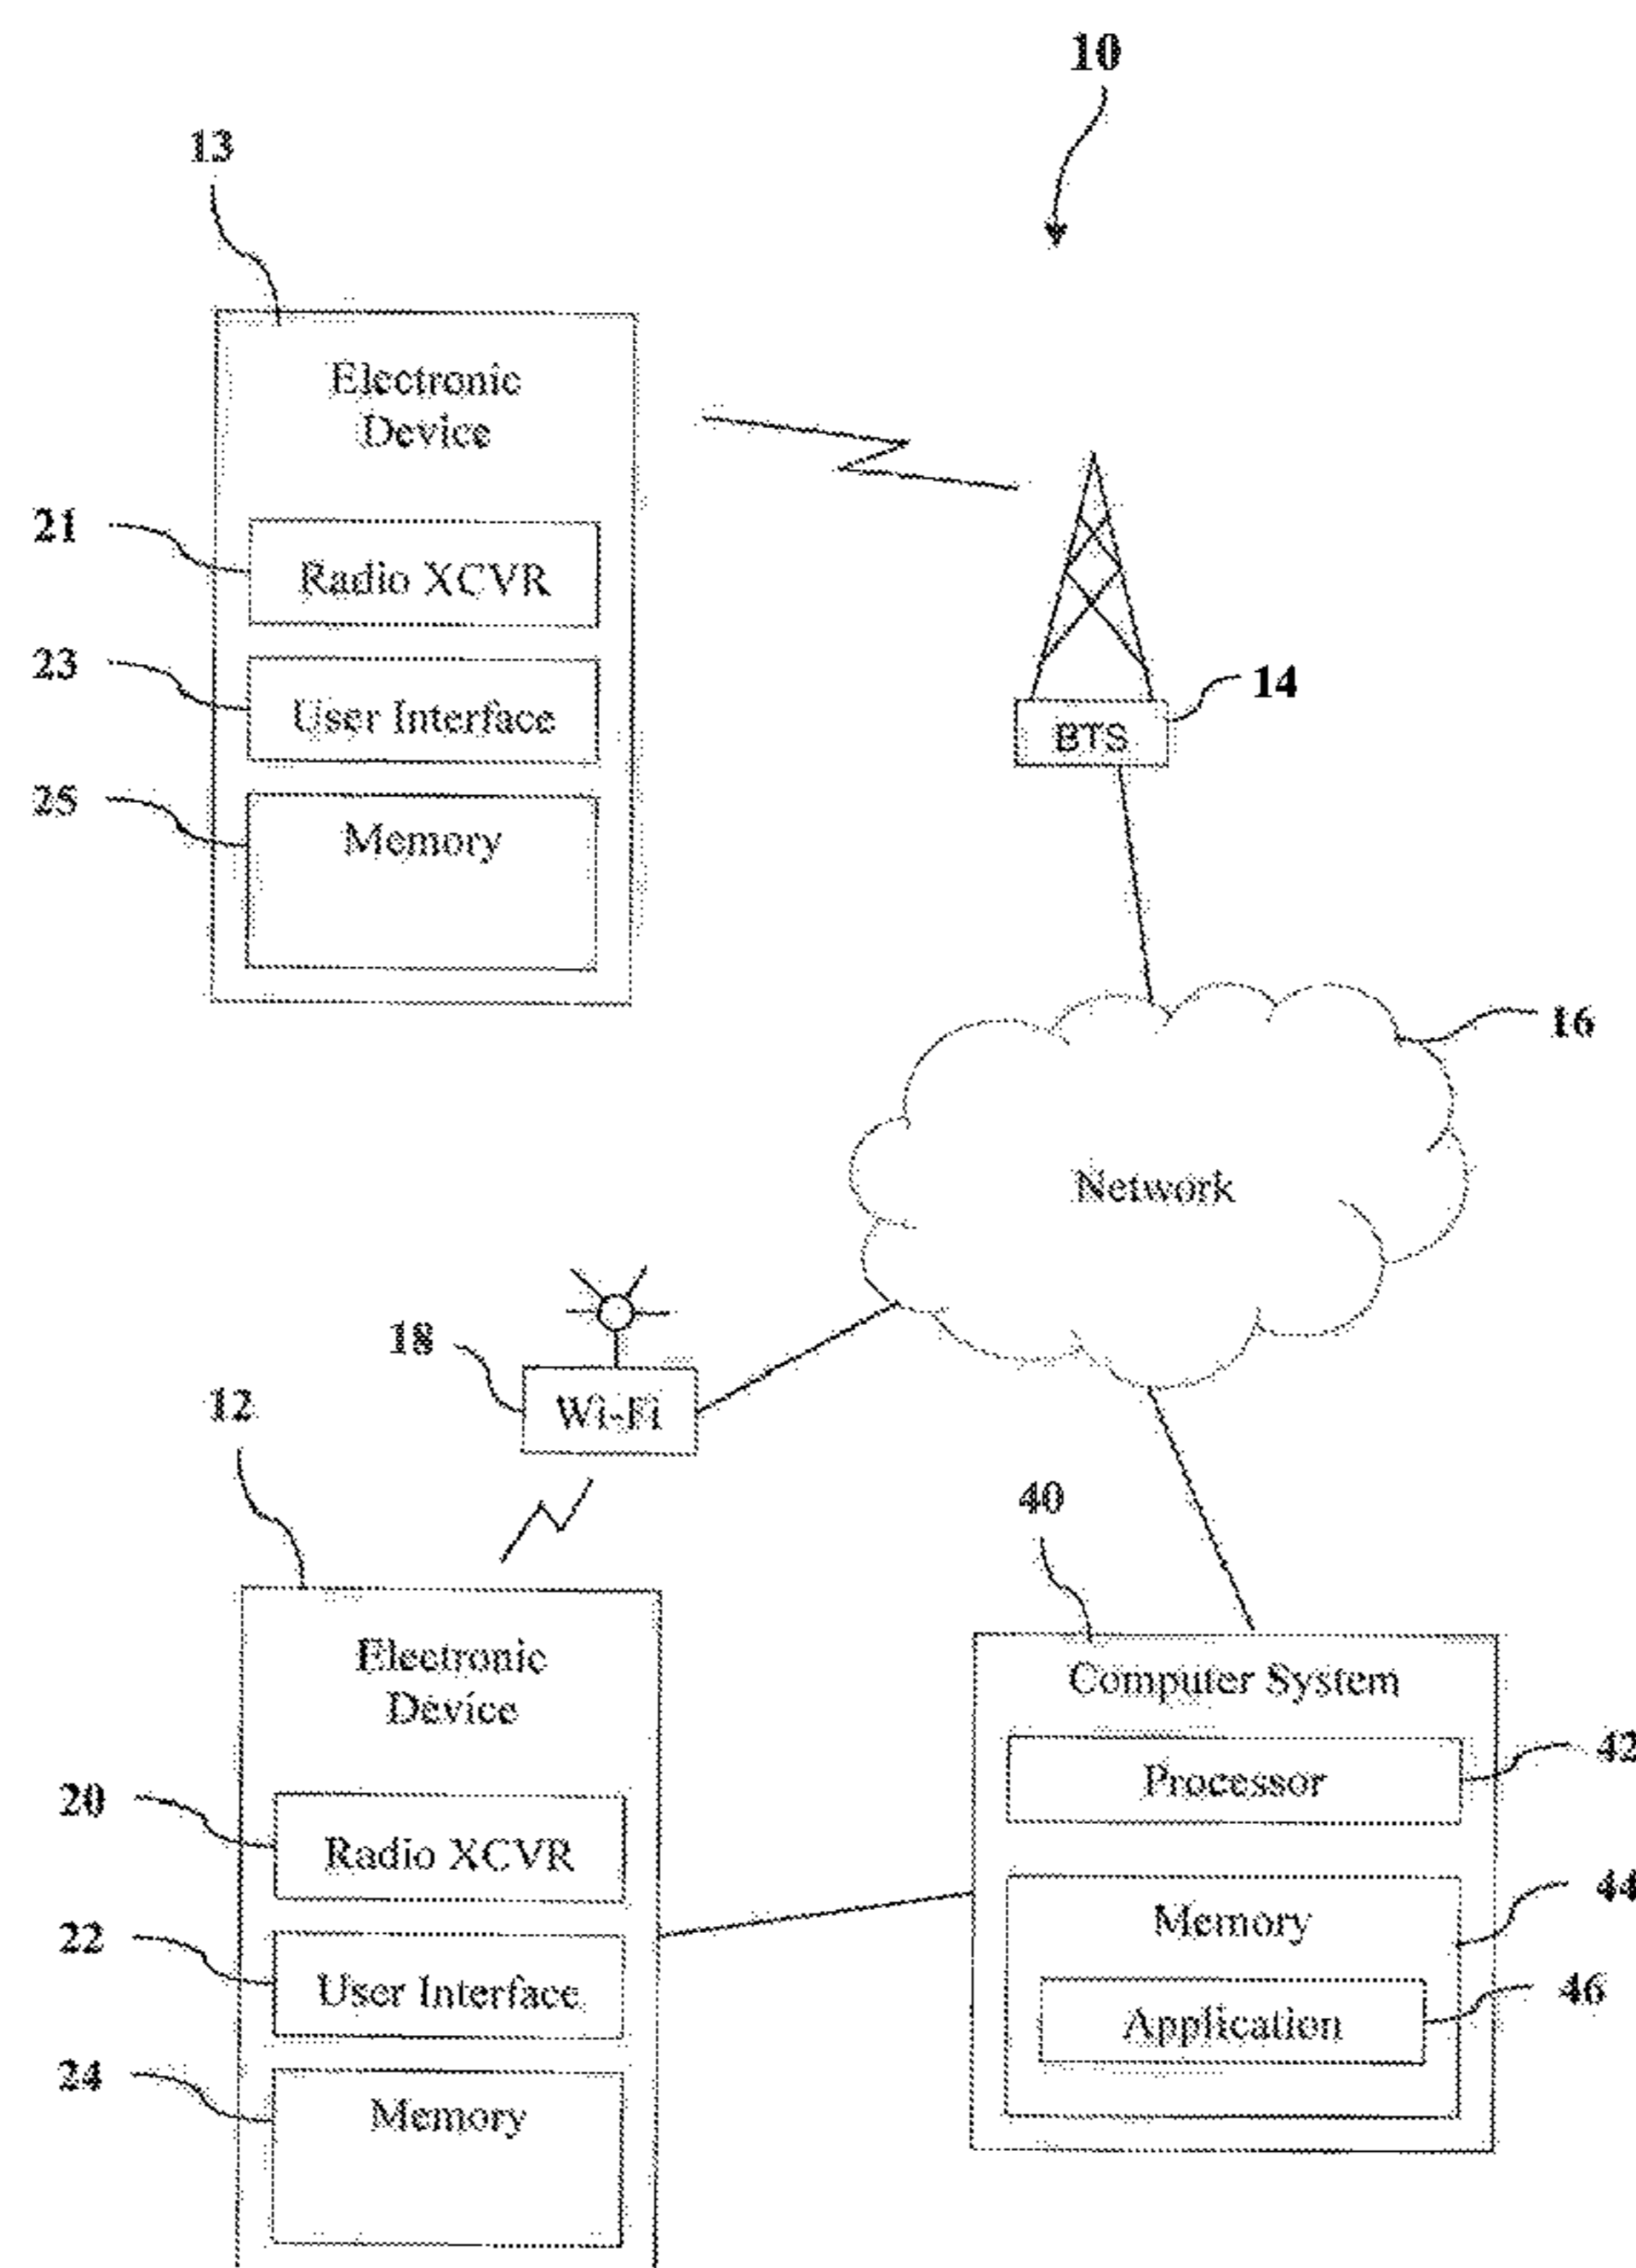 10
13
Electronic
Device
21
Radio XCVR
23
User Interface
14
BTS
25
Memory
16
Network
18
Wi-Fi
12
40
Electronic
Device
Computer System
42
Processor
20
Radio XCVR
44
Memory
22
User Interface
46
Application
24
Memory